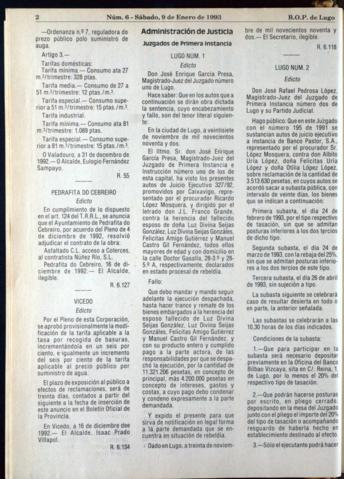 2 Núm. 6 - Sábado, 9 de Enero de 1993 B.O.P. de Lugo
—Ordenanza n.º 7, reguladora do
prezo público polo suministro de
auga.
Artigo 3.—
Tarifas domésticas:
Tarifa mínima.— Consumo ata 27
m.³/trimestre: 328 ptas.
Tarifa media.— Consumo de 27 a
51 m.³/trimestre: 12 ptas./m.³.
Tarifa especial.— Consumo superior
a 51 m.³/trimestre: 15 ptas./m.³.
Tarifa industrial.
Tarifa mínima.— Consumo ata 81
m.³/trimestre: 1.089 ptas.
Tarifa especial.— Consumo superior
a 81 m.³/trimestre: 15 ptas./m.³.
O Valadouro, a 31 de decembro de
1992.— O Alcalde, Eulogio Fernández
Sampayo.
R. 55
PEDRAFITA DO CEBREIRO
Edicto
En cumplimento do disposto
en el art. 124 del T.R.R.L., se anuncia
que el Ayuntamiento de Pedrafita do
Cebreiro, por acuerdo del Pleno de 4
de diciembre de 1992, resolvió
adjudicar el contrato de la obra:
Asfaltado C.L. acceso a Coterces,
al contratista Núñez Río, S.L.
Pedrafita do Cebreiro, 16 de diciembre
de 1992.— El Alcalde,
ilegible.
R. 6.127
VICEDO
Edicto
Por el Pleno de esta Corporación,
se aprobó provisionalmente la modificación
de la tarifa aplicable a la
tasa por recogida de basuras,
incrementándola en un seis por
ciento, e igualmente un incremento
del seis por ciento de la tarifa
aplicable al precio público por
suministro de agua.
El plazo de exposición al público a
efectos de reclamaciones, será de
treinta días, contados a partir del
siguiente a la fecha de inserción de
este anuncio en el Boletín Oficial de
la Provincia.
En Vicedo, a 16 de diciembre de
1992.— El Alcalde, Isaac Prado
Villapol.
R. 6.134
Administración de Justicia
Juzgados de Primera Instancia
LUGO NUM. 1
Edicto
Don José Enrique García Presa,
Magistrado-Juez del Juzgado número
uno de Lugo.
Hace saber: Que en los autos que a
continuación se dirán obra dictada
la sentencia, cuyo encabezamiento
y fallo, son del tenor literal siguiente:
En la ciudad de Lugo, a veintisiete
de noviembre de mil novecientos
noventa y dos.
El Iltmo. Sr. don José Enrique
García Presa, Magistrado-Juez del
Juzgado de Primera Instancia e
Instrucción número uno de los de
esta capital, ha visto los presentes
autos de Juicio Ejecutivo 327/92,
promovidos por Caixavigo, representado
por el procurador Ricardo
López Mosquera, y dirigido por el
letrado don J.L. Franco Grande,
contra la herencia del fallecido
esposo de doña Luz Divina Seijas
González, Luz Divina Seijas González,
Felicitas Amigo Gutiérrez y Manuel
Castro Gil Fernández, todos ellos
mayores de edad y con domicilio en
la calle Doctor Gasalla,
5.º A, respectivamente, declarados
en estado procesal de rebeldía.
Fallo:
Que debo mandar y mando seguir
adelante la ejecución despachada,
hasta hacer tranco y remate de los
bienes embargados a la herencia del
esposo fallecido de Luz Divina
Seijas González, Luz Divina Seijas
González, Felicitas Amigo Gutiérrez
y Manuel Castro Gil Fernández, y
con su producto entero y cumplido
pago a la parte actora, de las
responsabilidades por que se despachó
la ejecución, por la cantidad de
11.321.206 pesetas, en concepto de
principal, más 4.200.000 pesetas en
concepto de intereses, gastos y
costas, a cuyo pago debo condenar
y condeno expresamente a la parte
demandada.
Y expido el presente para que
sirva de notificación en legal forma
a la parte demandada que se encuentra
en situación de rebeldía.
Dado en Lugo, a treinta de noviem-
bre de mil novecientos noventa y
dos.— El Secretario, ilegible.
R. 6.118
LUGO NUM. 2
Edicto
Don José Rafael Pedrosa López,
Magistrado-Juez del Juzgado de
Primera Instancia número dos de
Lugo y su Partido Judicial.
Hago público: Que en este Juzgado
con el número 195 de 1991 se
sustancian autos de juicio ejecutivo
a instancia de Banco Pastor, S.A.,
representado por el procurador Sr.
López Mosquera, contra don Albito
Uría López, doña Felicitas Uría
López y doña Otilia López López,
sobre reclamación de la cantidad de
3.513.630 pesetas, en cuyos autos se
acordó sacar a subasta pública, con
intervalo de veinte días, los bienes
que se indican a continuación:
Primera subasta, el día 24 de
febrero de 1993, por el tipo respectivo
de tasación, sin que se admitan
posturas inferiores a los dos tercios
de dicho tipo.
Segunda subasta, el día 24 de
marzo de 1993, con la rebaja del 25%,
sin que se admitan posturas inferiores
a los dos tercios de este tipo.
Tercera subasta, el día 26 de abril
de 1993, sin sujeción a tipo.
La subasta siguiente se celebrará
caso de resultar desierta en todo o
en parte, la anterior señalada.
Las subastas se celebrarán a las
10,30 horas de los días indicados.
Condiciones de la subasta:
1.—Que para participar en la
subasta será necesario depositar
previamente en la Oficina del Banco
Bilbao Vizcaya, sita en C/. Reina, 1
de Lugo, por lo menos el 20% del
respectivo tipo de tasación.
2.—Que podrán hacerse posturas
por escrito, en pliego cerrado,
depositando en la mesa del Juzgado
junto con el pliego el importe del 20%
del tipo de tasación o acompañando
resguardo de haberla hecho en
establecimiento destinado al efecto.
3.—Sólo el ejecutante podrá hacer